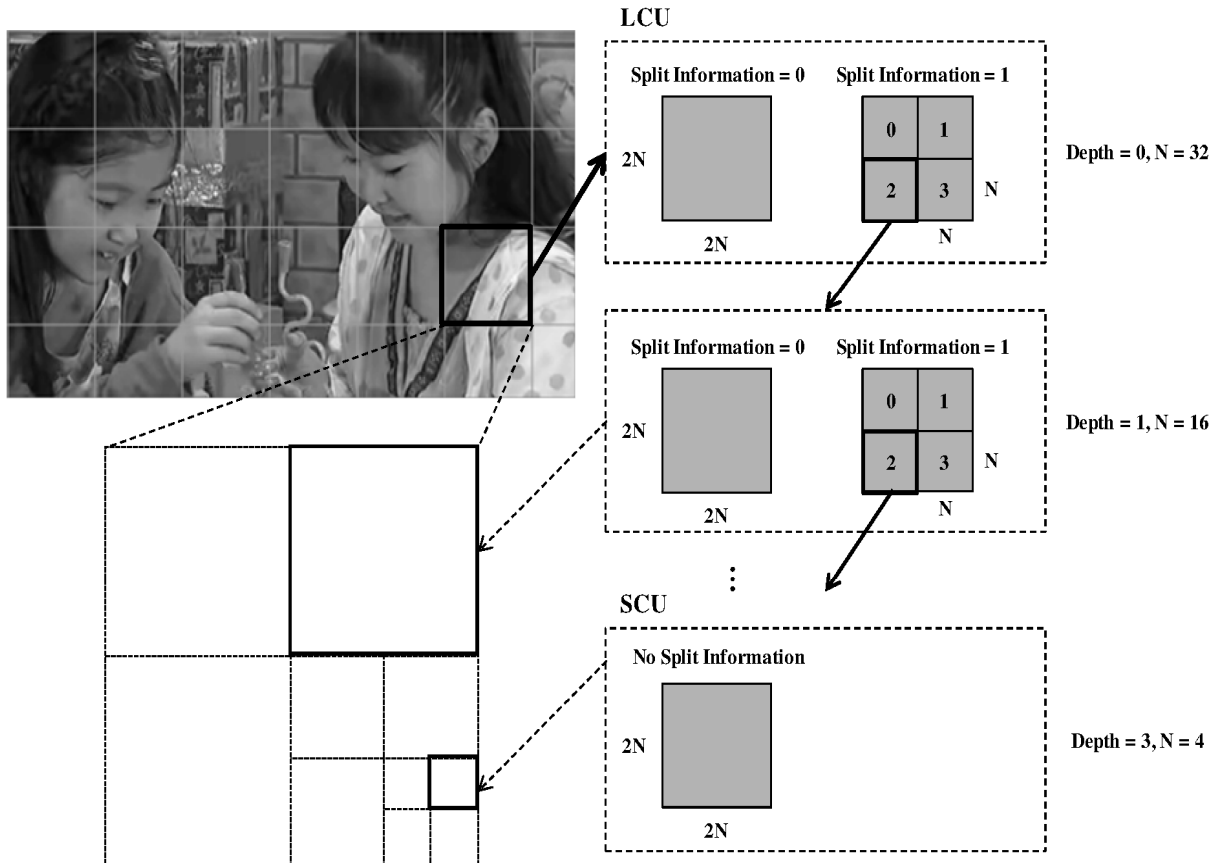 LCU
Split Information = 0
Split Information = 1
0
1
2N
2
3
N
2N
N
Depth = 0, N = 32
Split Information = 0
Split Information = 1
0
1
2N
2
3
N
2N
N
Depth = 1, N = 16
⋮
SCU
No Split Information
2N
2N
Depth = 3, N = 4